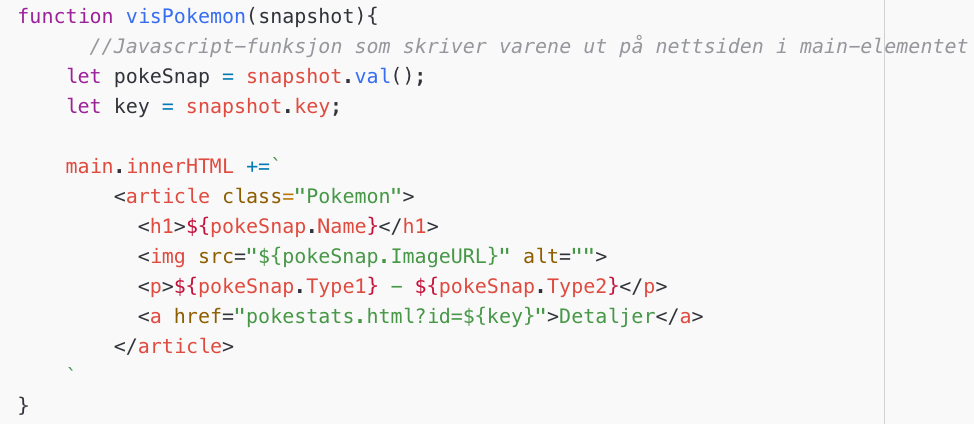 function visPokemon(snapshot){
//Javascript-funksjon som skriver varene ut på nettsiden i main-elementet
let pokeSnap = snapshot.val();
let key = snapshot.key;
main.innerHTML +=`
<article class="Pokemon">
<h1>${pokeSnap.Name}</h1>
<img src="${pokeSnap.ImageURL}" alt="">
<p>${pokeSnap.Type1} - ${pokeSnap.Type2}</p>
<a href="pokestats.html?id=${key}">Detaljer</a>
</article>
`
}